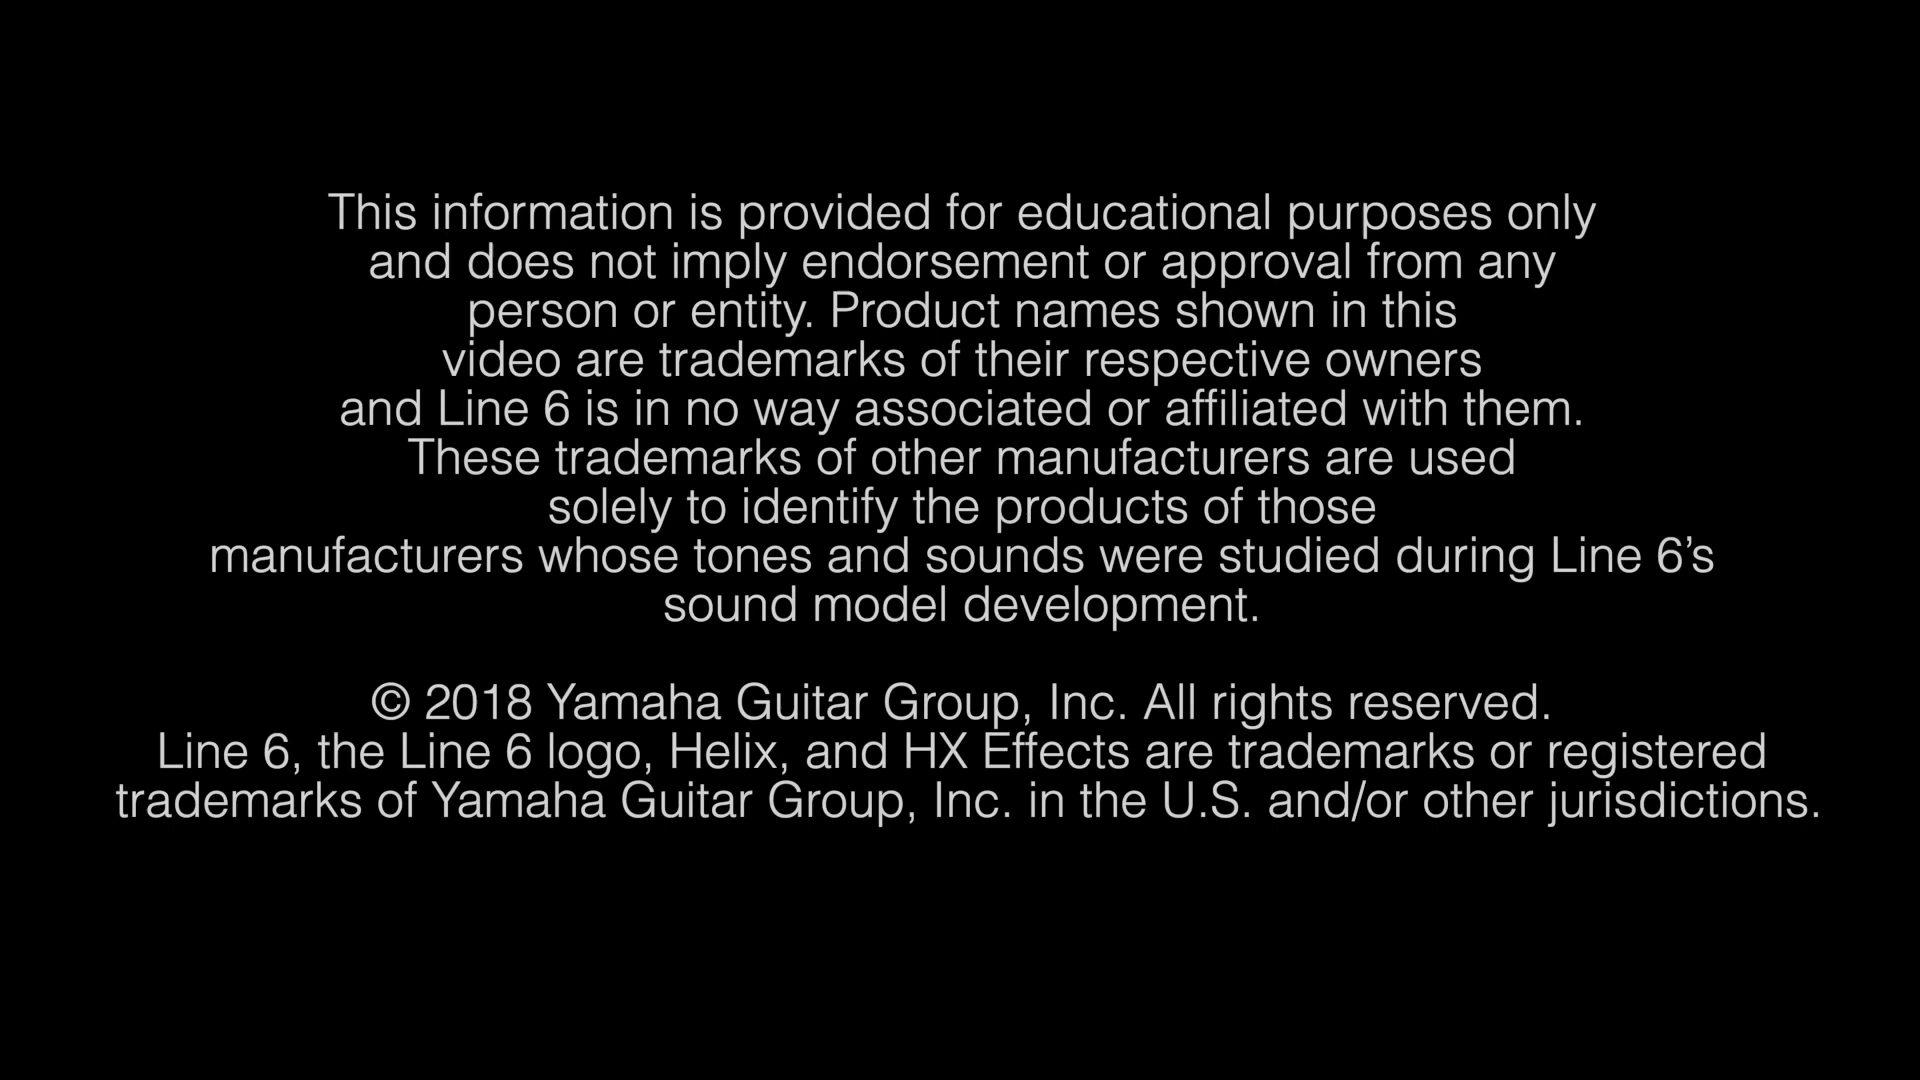 This information is provided for educational purposes only
and does not imply endorsement or approval from any
person or entity. Product names shown in this
video are trademarks of their respective owners
and Line 6 is in no way associated or affiliated with them.
These trademarks of other manufacturers are used
solely to identify the products of those
manufacturers whose tones and sounds were studied during Line 6’s
sound model development.
© 2018 Yamaha Guitar Group, Inc. All rights reserved.
Line 6, the Line 6 logo, Helix, and HX Effects are trademarks or registered
trademarks of Yamaha Guitar Group, Inc. in the U.S. and/or other jurisdictions.